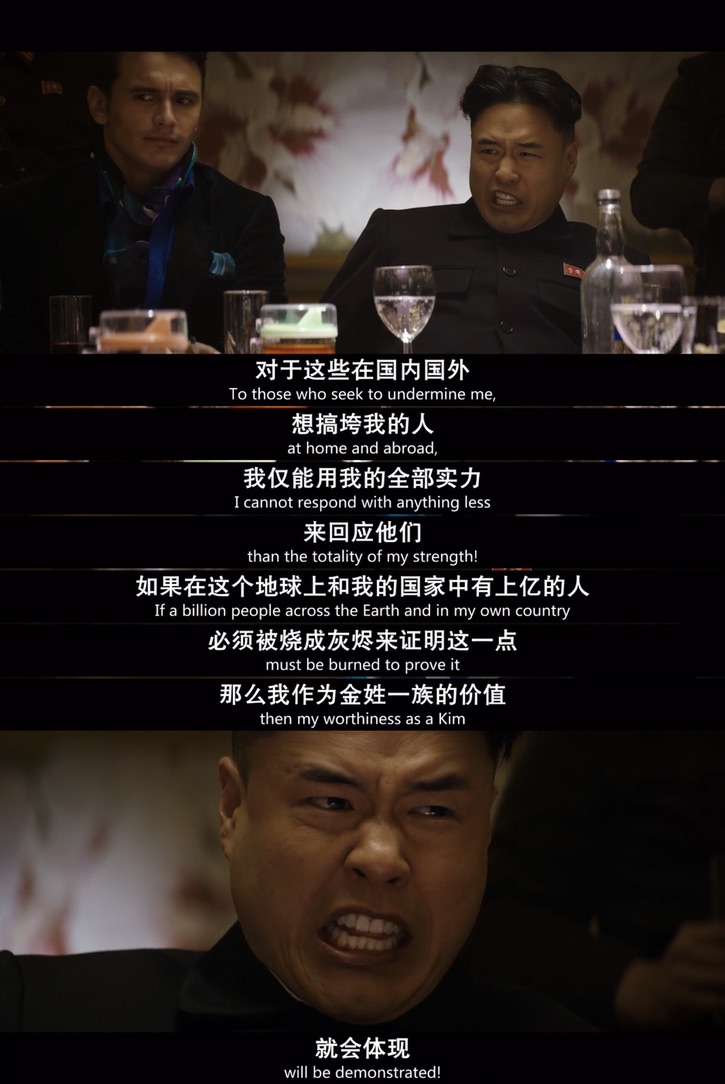 对于这些在国内国外
To those who seek to undermine me,
想搞垮我的人
at home and abroad,
我仅能用我的全部实力
I cannot respond with anything less
来回应他们
than the totality of my strength!
如果在这个地球上和我的国家中有上亿的人
If a billion people across the Earth and in my own country
必须被烧成灰烬来证明这一点
must be burned to prove it
那么我作为金姓一族的价值
then my worthiness as a Kim
就会体现
will be demonstrated!